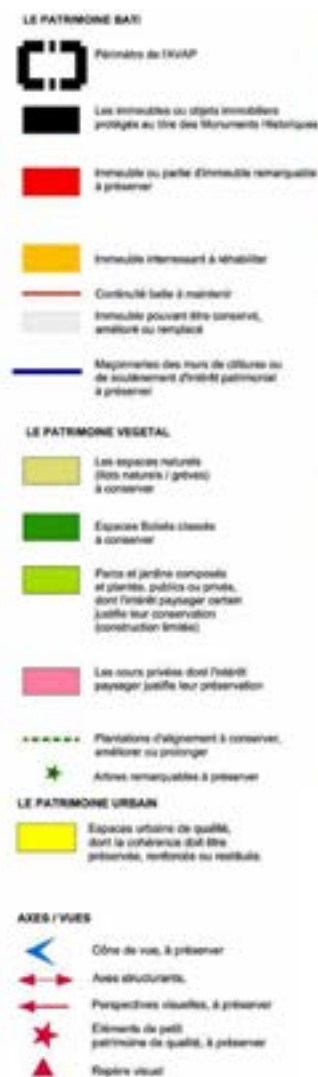 LE PATRIMOINE BATI
Périmètre de l'AVAP
Les immeubles ou objets immobiliers
protégés au titre des Monuments Historiques
Immeuble ou partie d'immeuble remarquable
à préserver
Immeuble interressant à réhabiliter
Continuité batie à maintenir
Immeuble pouvant être conservé,
amélioré ou remplacé
Maçonneries des murs de clôtures ou
de soutènement d'intérêt patrimonial
à préserver
LE PATRIMOINE VEGETAL
Les espaces naturels
(îlots naturels / grèves)
à conserver
Espaces Boisés classés
à conserver
Parcs et jardins composés
et plantés, publics ou privés,
dont l'intérêt paysager certain
justifie leur conservation
(construction limitée)
Les cours privées dont l'intérêt
paysager justifie leur préservation
Plantations d'alignement à conserver,
améliorer ou prolonger
Arbres remarquables à préserver
LE PATRIMOINE URBAIN
Espaces urbains de qualité,
dont la cohérence doit être
préservée, renforcée ou restituée.
AXES / VUES
Cône de vue, à préserver
Axes structurants,
Perspectives visuelles, à préserver
Eléments de petit
patrimoine de qualité, à préserver
Repère visuel